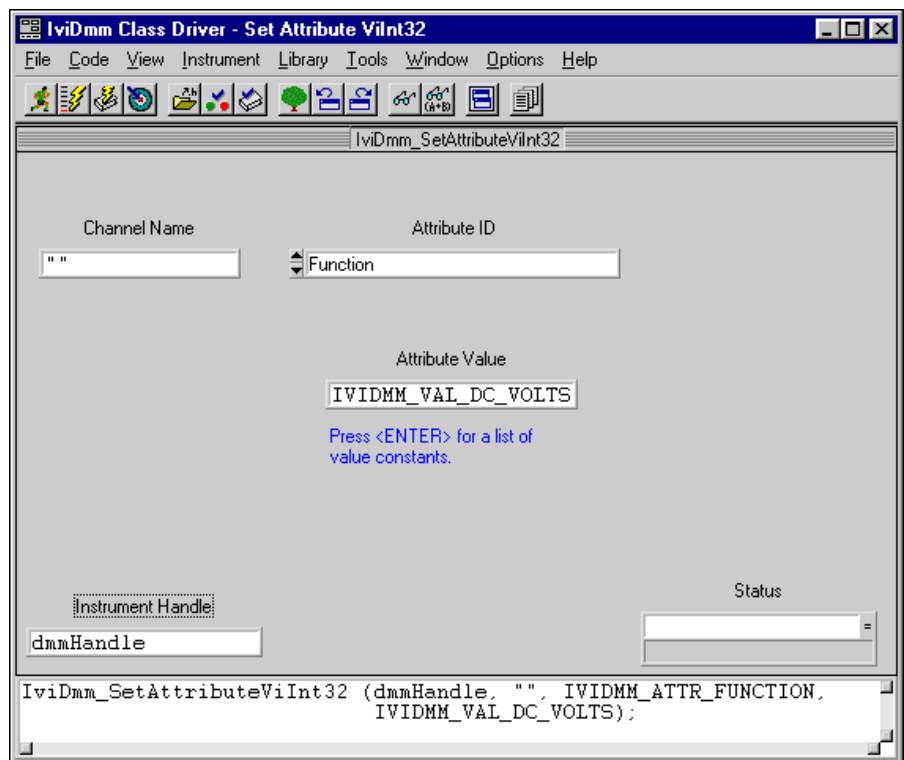 IviDmm Class Driver - Set Attribute ViInt32
File Code View Instrument Library Tools Window Options Help
(A+B)
IviDmm_SetAttributeViInt32
Channel Name
Attribute ID
" "
Function
Attribute Value
IVIDMM_VAL_DC_VOLTS
Press <ENTER> for a list of
value constants.
Instrument Handle
Status
dmmHandle
=
IviDmm_SetAttributeViInt32 (dmmHandle, "", IVIDMM_ATTR_FUNCTION,
IVIDMM_VAL_DC_VOLTS);